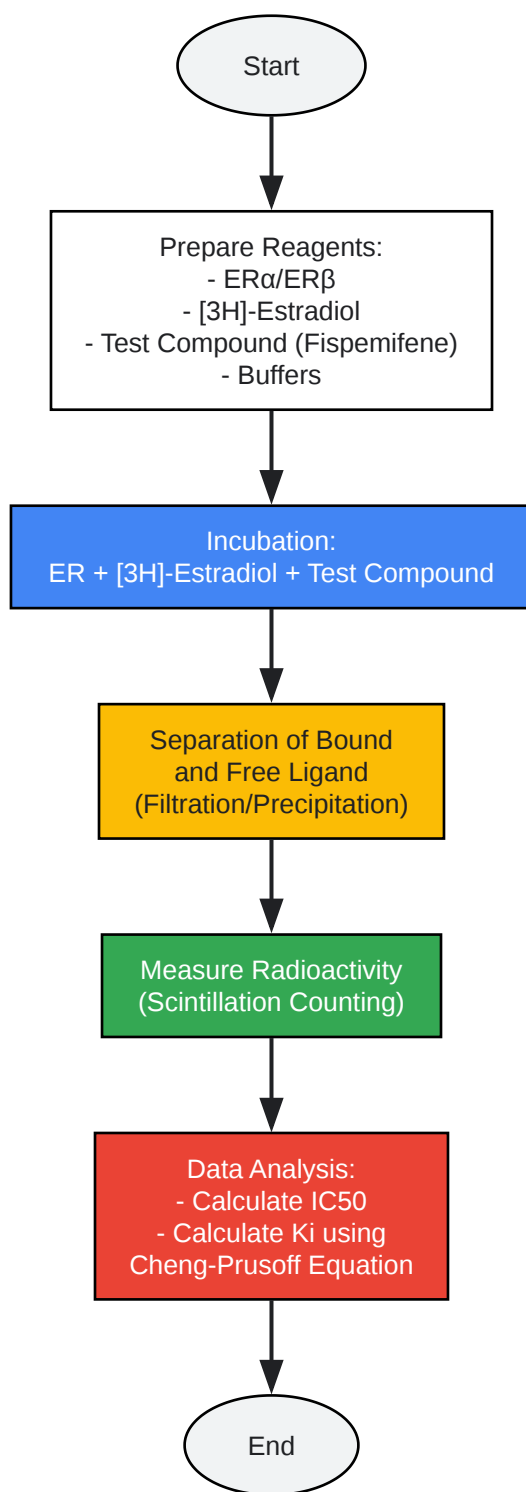 Start
Prepare Reagents:
- ERα/ERβ
- [3H]-Estradiol
- Test Compound (Fispemifene)
- Buffers
Incubation:
ER + [3H]-Estradiol + Test Compound
Separation of Bound
and Free Ligand
(Filtration/Precipitation)
Measure Radioactivity
(Scintillation Counting)
Data Analysis:
- Calculate IC50
- Calculate Ki using
Cheng-Prusoff Equation
End